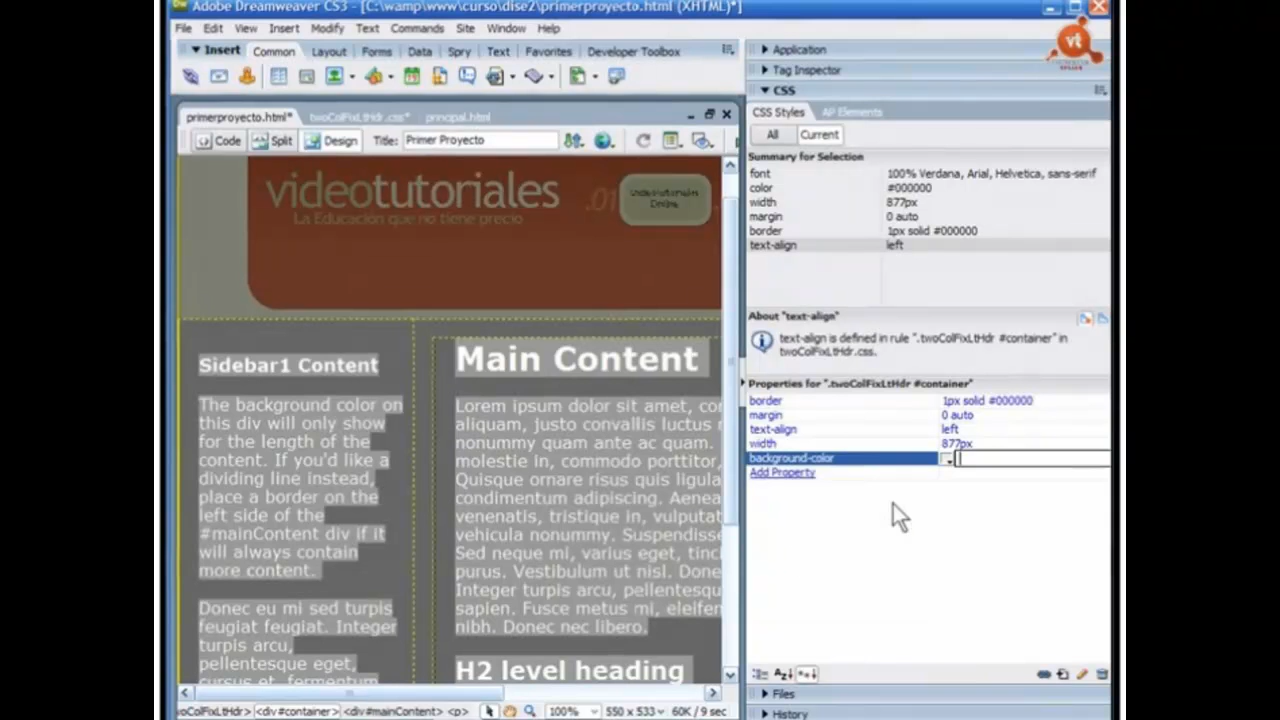 Adobe Dreamweaver CS3 - [C:\wamp\www\curso\dise2\primerproyecto.html (XHTML)*]
File Edit View Insert Modify Text Commands Site Window Help
Insert Common Layout Forms Data Spry Text Favorites Developer Toolbox
primerproyecto.html* twoColFixLtHdr.css* principal.html
Code Split Design Title: Primer Proyecto
videotutoriales
La Educación que no tiene precio
.01
Videotutoriales
Online
Sidebar1 Content
The background color on
this div will only show
for the length of the
content. If you'd like a
dividing line instead,
place a border on the
left side of the
#mainContent div if it
will always contain
more content.
Donec eu mi sed turpis
feugiat feugiat. Integer
turpis arcu,
pellentesque eget,
cursus et, fermentum
Main Content
Lorem ipsum dolor sit amet, cor
aliquam, justo convallis luctus r
nonummy quam ante ac quam.
molestie in, commodo porttitor,
Quisque ornare risus quis ligula
condimentum adipiscing. Aenea
venenatis, tristique in, vulputat
vehicula nonummy. Suspendisse
Sed neque mi, varius eget, tinc
purus. Vestibulum ut nisl. Done
Integer turpis arcu, pellentesqu
sapien. Fusce metus mi, eleifer
nibh. Donec nec libero.
H2 level heading
<div#container> <div#mainContent> <p> 100% 550 x 533 60K / 9 sec
Application
Tag Inspector
CSS
CSS Styles AP Elements
All Current
Summary for Selection
font 100% Verdana, Arial, Helvetica, sans-serif
color #000000
width 877px
margin 0 auto
border 1px solid #000000
text-align left
About "text-align"
text-align is defined in rule ".twoColFixLtHdr #container" in
twoColFixLtHdr.css.
Properties for ".twoColFixLtHdr #container"
border 1px solid #000000
margin 0 auto
text-align left
width 877px
background-color
Add Property
Files
History
vt